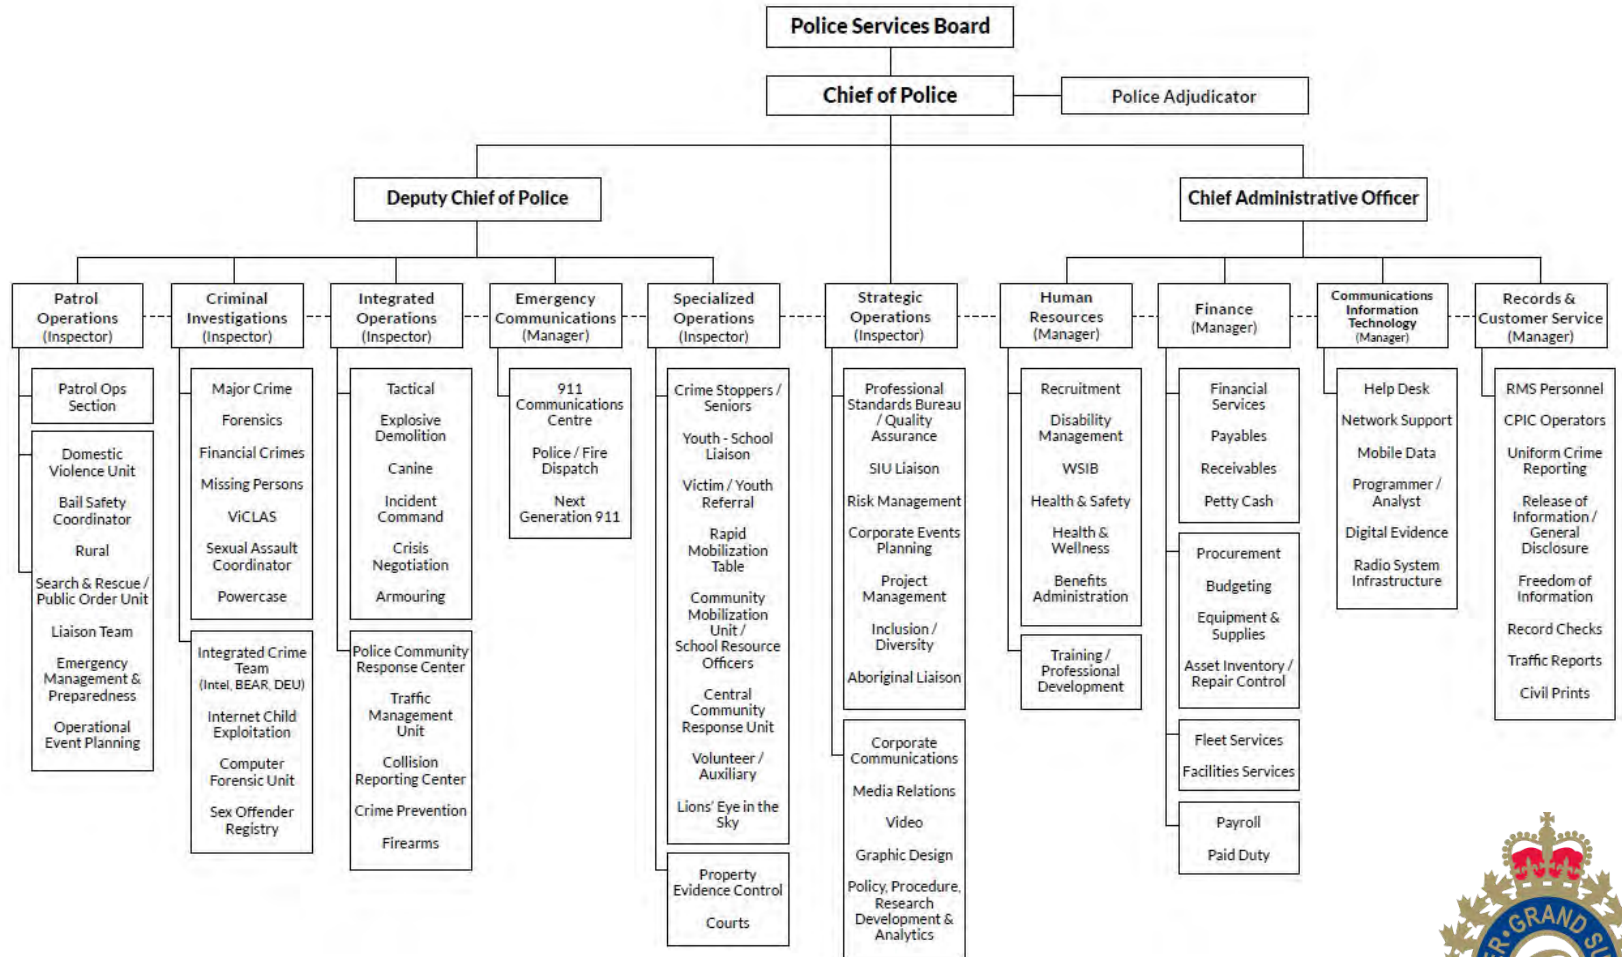 Police Services Board
Chief of Police
Police Adjudicator
Deputy Chief of Police
Chief Administrative Officer
Patrol
Operations
(Inspector)
Criminal
Investigations
(Inspector)
Integrated
Operations
(Inspector)
Emergency
Communications
(Manager)
Specialized
Operations
(Inspector)
Strategic
Operations
(Inspector)
Human
Resources
(Manager)
Finance
(Manager)
Communications
Information
Technology
(Manager)
Records &
Customer Service
(Manager)
Patrol Ops
Section
Domestic
Violence Unit
Bail Safety
Coordinator
Rural
Search & Rescue /
Public Order Unit
Liaison Team
Emergency
Management &
Preparedness
Operational
Event Planning
Major Crime
Forensics
Financial Crimes
Missing Persons
ViCLAS
Sexual Assault
Coordinator
Powercase
Integrated Crime
Team
(Intel, BEAR, DEU)
Internet Child
Exploitation
Computer
Forensic Unit
Sex Offender
Registry
Tactical
Explosive
Demolition
Canine
Incident
Command
Crisis
Negotiation
Armouring
Police Community
Response Center
Traffic
Management
Unit
Collision
Reporting Center
Crime Prevention
Firearms
911
Communications
Centre
Police / Fire
Dispatch
Next
Generation 911
Crime Stoppers /
Seniors
Youth - School
Liaison
Victim / Youth
Referral
Rapid
Mobilization
Table
Community
Mobilization
Unit /
School Resource
Officers
Central
Community
Response Unit
Volunteer /
Auxiliary
Lions' Eye in the
Sky
Property
Evidence Control
Courts
Professional
Standards Bureau
/ Quality
Assurance
SIU Liaison
Risk Management
Corporate Events
Planning
Project
Management
Inclusion /
Diversity
Aboriginal Liaison
Corporate
Communications
Media Relations
Video
Graphic Design
Policy, Procedure,
Research
Development &
Analytics
Recruitment
Disability
Management
WSIB
Health & Safety
Health &
Wellness
Benefits
Administration
Training /
Professional
Development
Financial
Services
Payables
Receivables
Petty Cash
Procurement
Budgeting
Equipment &
Supplies
Asset Inventory /
Repair Control
Fleet Services
Facilities Services
Payroll
Paid Duty
Help Desk
Network Support
Mobile Data
Programmer /
Analyst
Digital Evidence
Radio System
Infrastructure
RMS Personnel
CPIC Operators
Uniform Crime
Reporting
Release of
Information /
General
Disclosure
Freedom of
Information
Record Checks
Traffic Reports
Civil Prints
ER•GRAND SU